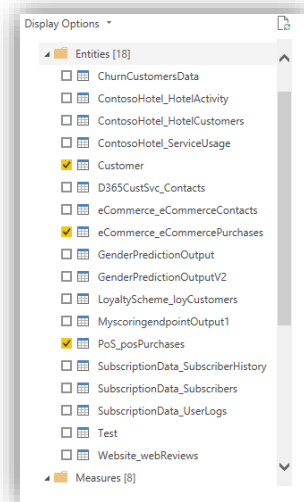 Display Options
Entities [18]
ChurnCustomersData
ContosoHotel_HotelActivity
ContosoHotel_HotelCustomers
ContosoHotel_ServiceUsage
Customer
D365CustSvc_Contacts
eCommerce_eCommerceContacts
eCommerce_eCommercePurchases
GenderPredictionOutput
GenderPredictionOutputV2
LoyaltyScheme_loyCustomers
MyscoringendpointOutput1
PoS_posPurchases
SubscriptionData_SubscriberHistory
SubscriptionData_Subscribers
SubscriptionData_UserLogs
Test
Website_webReviews
Measures [8]